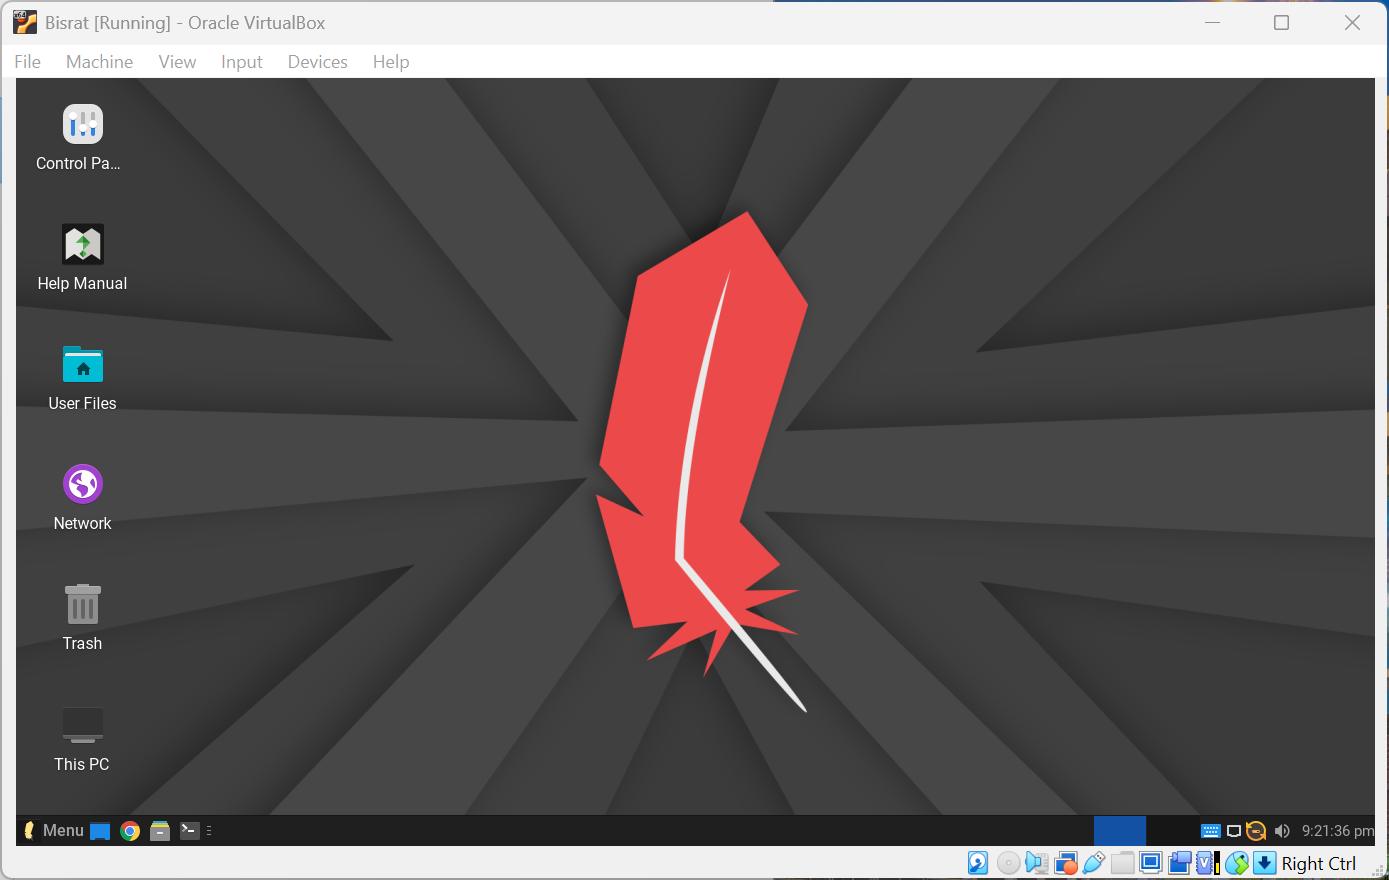 Bisrat [Running] - Oracle VirtualBox
File Machine View Input Devices Help
Control Pa...
Help Manual
User Files
Network
Trash
This PC
Menu
9:21:36 pm
Right Ctrl